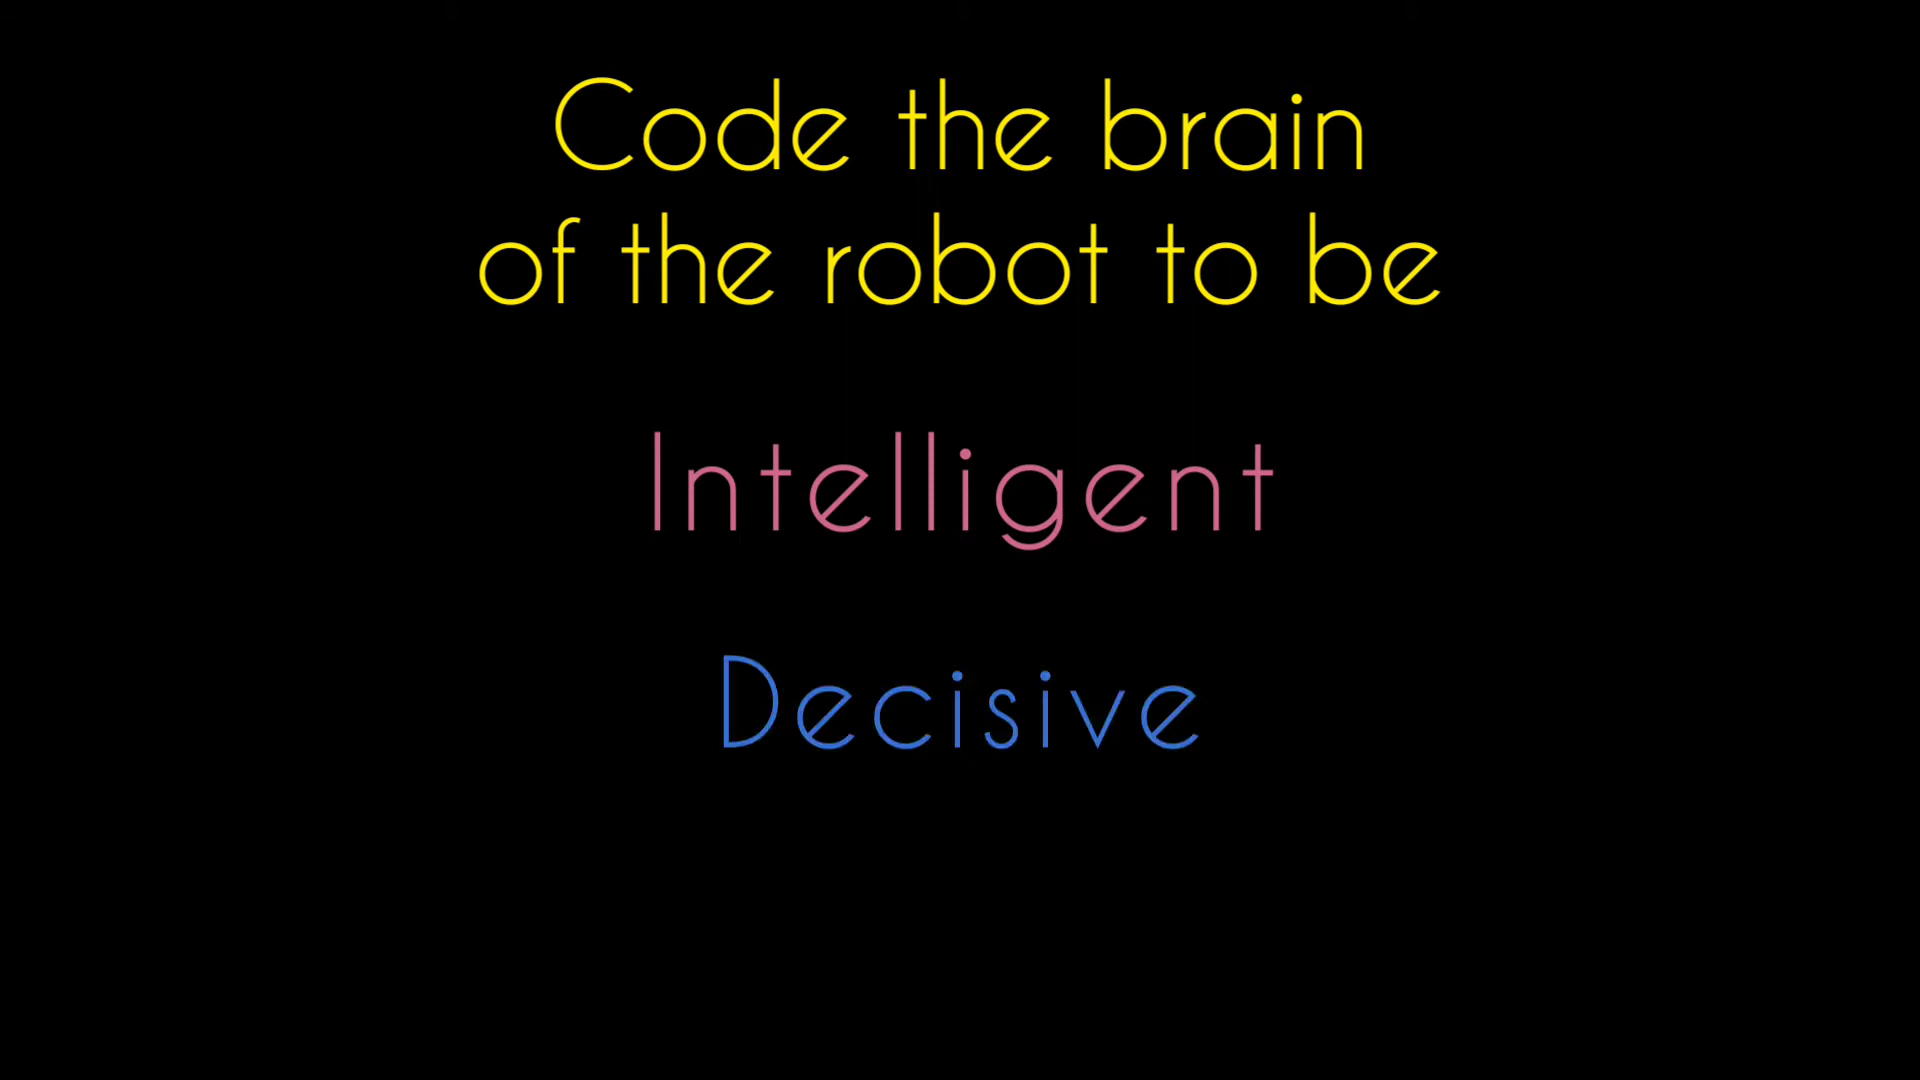 Code the brain
of the robot to be
Intelligent
Decisive